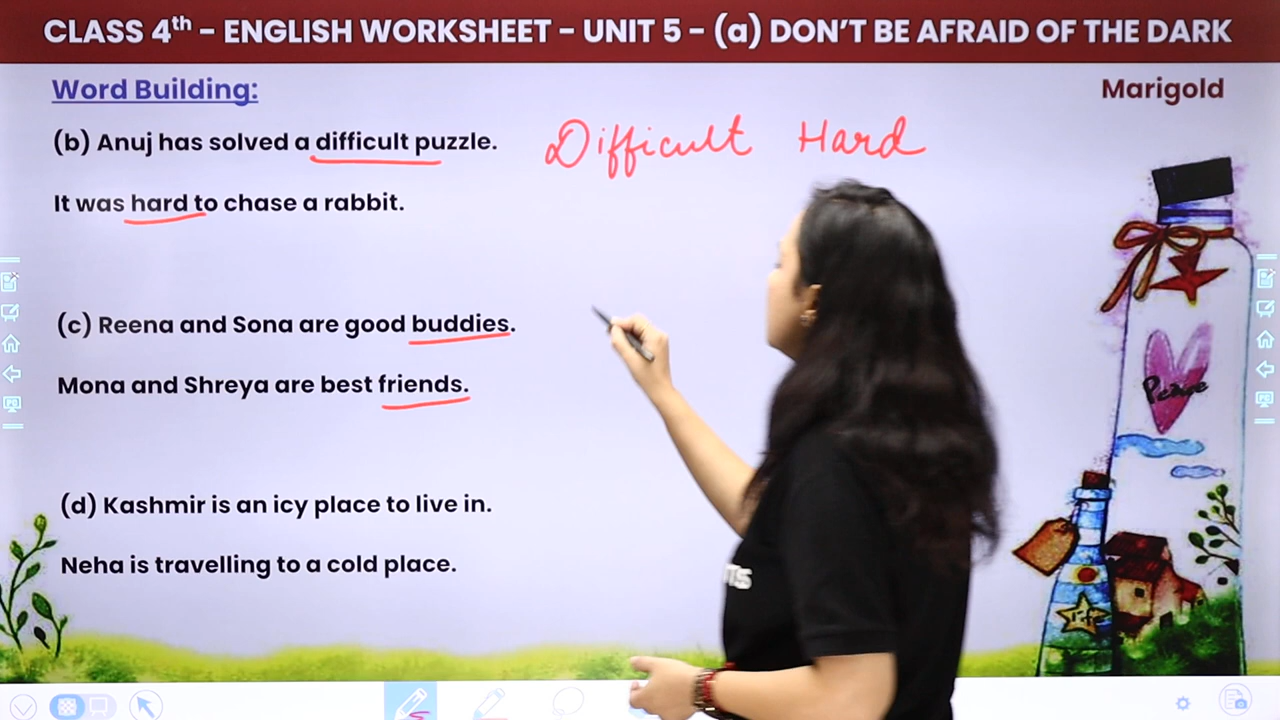 CLASS 4th – ENGLISH WORKSHEET – UNIT 5 – (a) DON'T BE AFRAID OF THE DARK
Word Building:
Marigold
(b) Anuj has solved a difficult puzzle.
Difficult Hard
It was hard to chase a rabbit.
(c) Reena and Sona are good buddies.
Mona and Shreya are best friends.
Peace
(d) Kashmir is an icy place to live in.
Neha is travelling to a cold place.